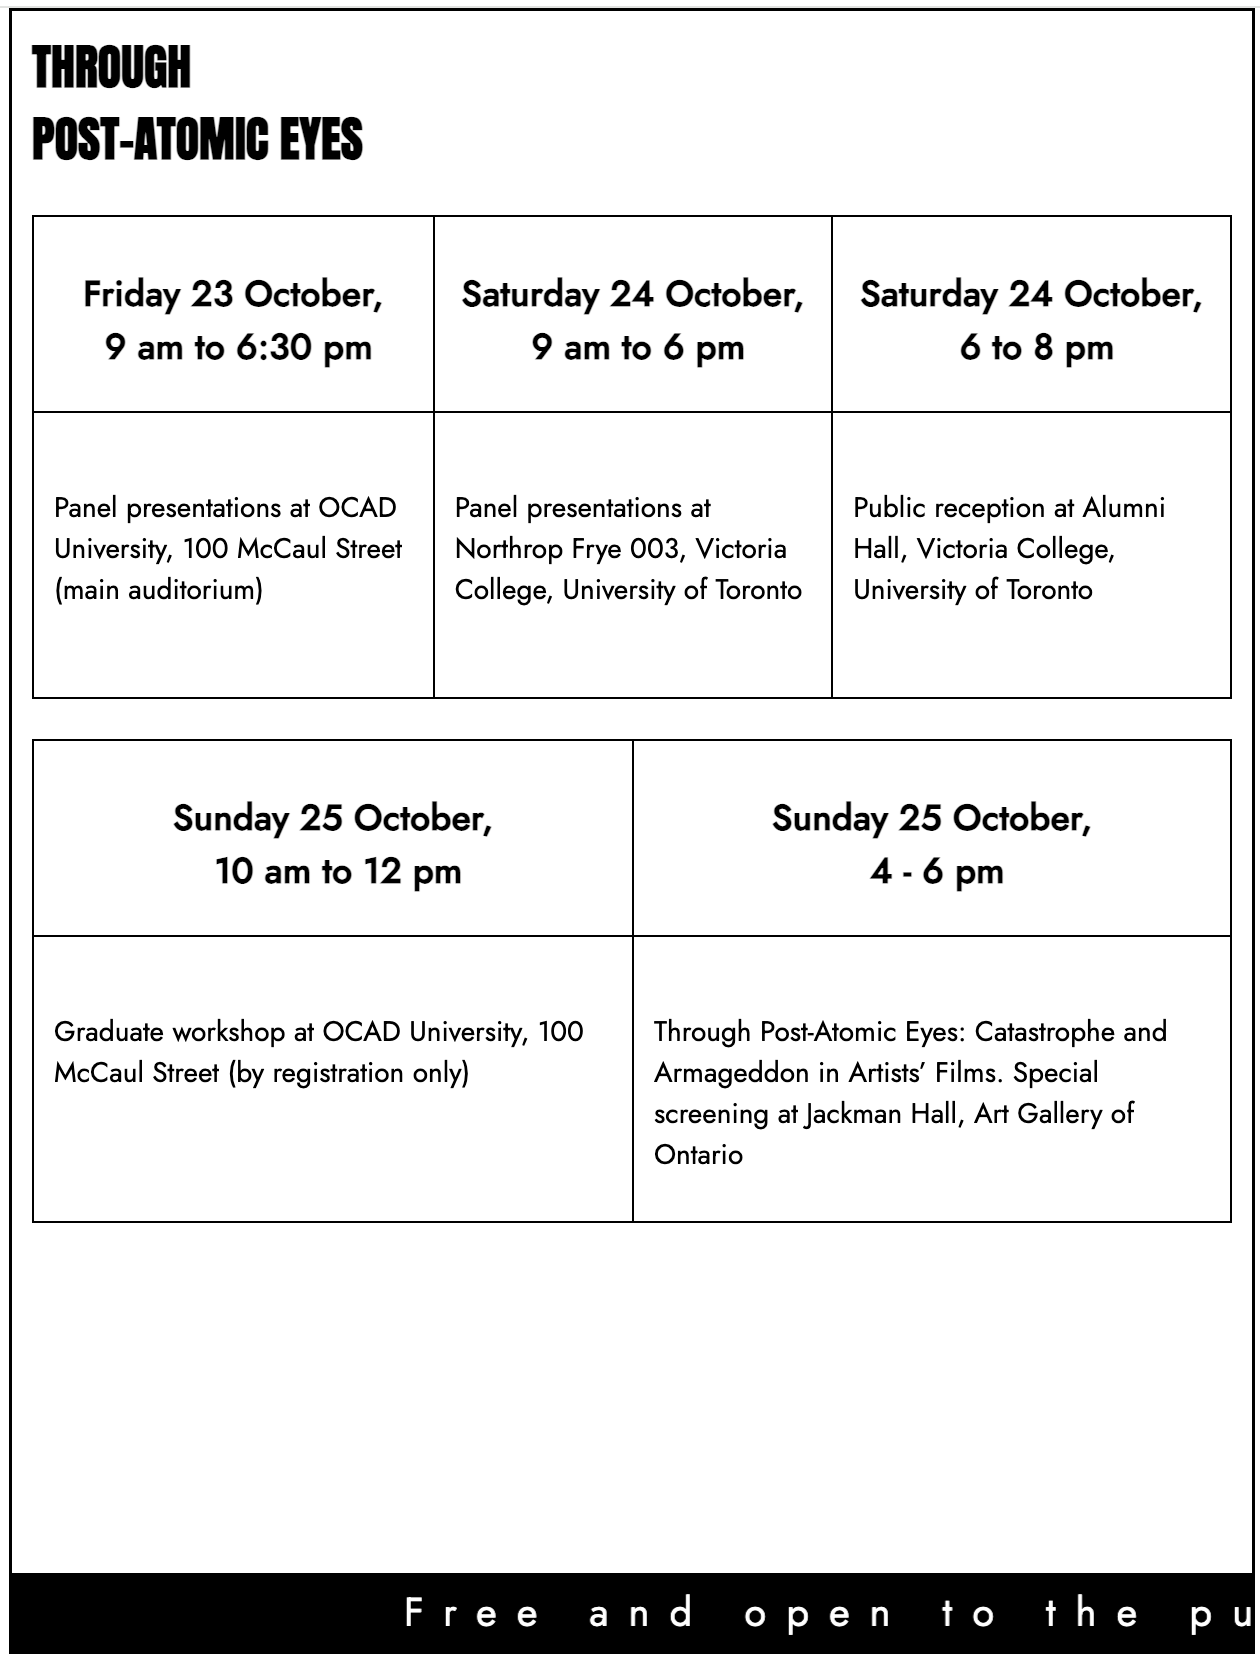 THROUGH
POST-ATOMIC EYES
Friday 23 October,
9 am to 6:30 pm
Saturday 24 October,
9 am to 6 pm
Saturday 24 October,
6 to 8 pm
Panel presentations at OCAD
University, 100 McCaul Street
(main auditorium)
Panel presentations at
Northrop Frye 003, Victoria
College, University of Toronto
Public reception at Alumni
Hall, Victoria College,
University of Toronto
Sunday 25 October,
10 am to 12 pm
Sunday 25 October,
4 - 6 pm
Graduate workshop at OCAD University, 100
McCaul Street (by registration only)
Through Post-Atomic Eyes: Catastrophe and
Armageddon in Artists’ Films. Special
screening at Jackman Hall, Art Gallery of
Ontario
Free and open to the pu